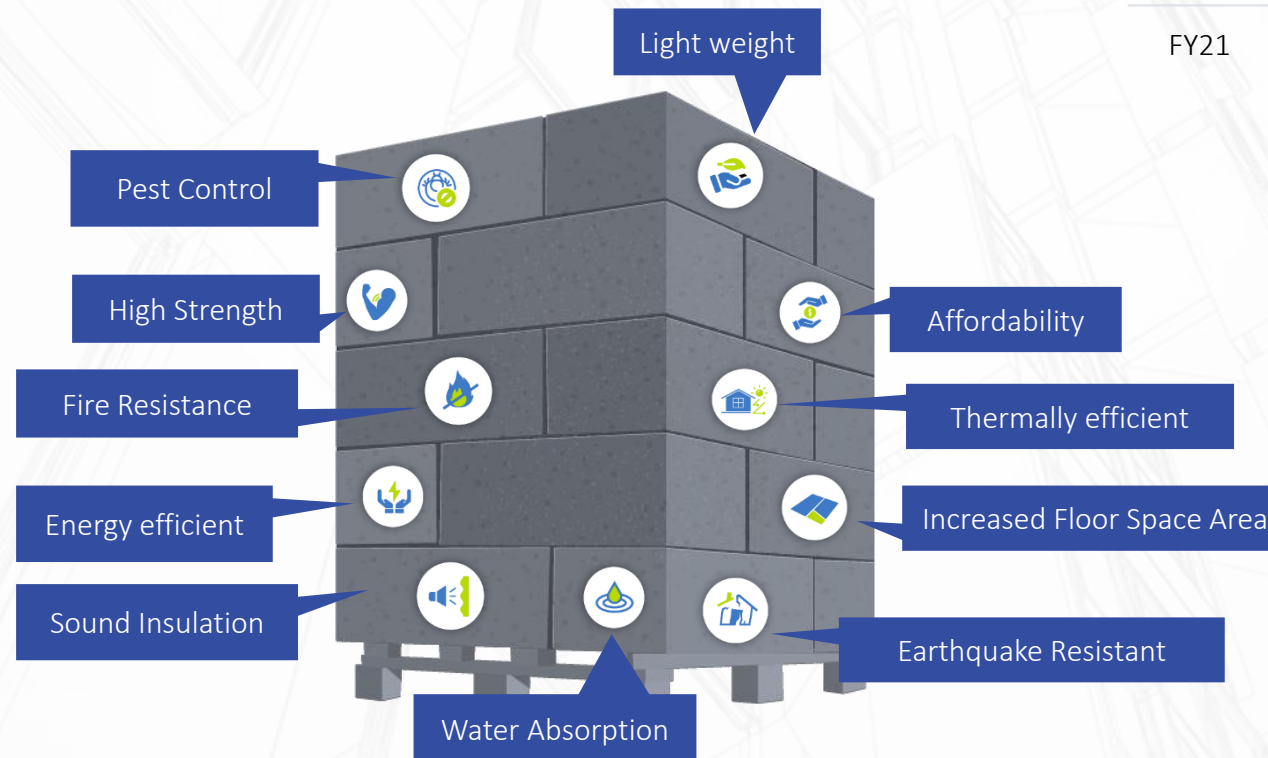 FY21
Light weight
Pest Control
High Strength
Affordability
Fire Resistance
Thermally efficient
Energy efficient
Increased Floor Space Area
Sound Insulation
Earthquake Resistant
Water Absorption